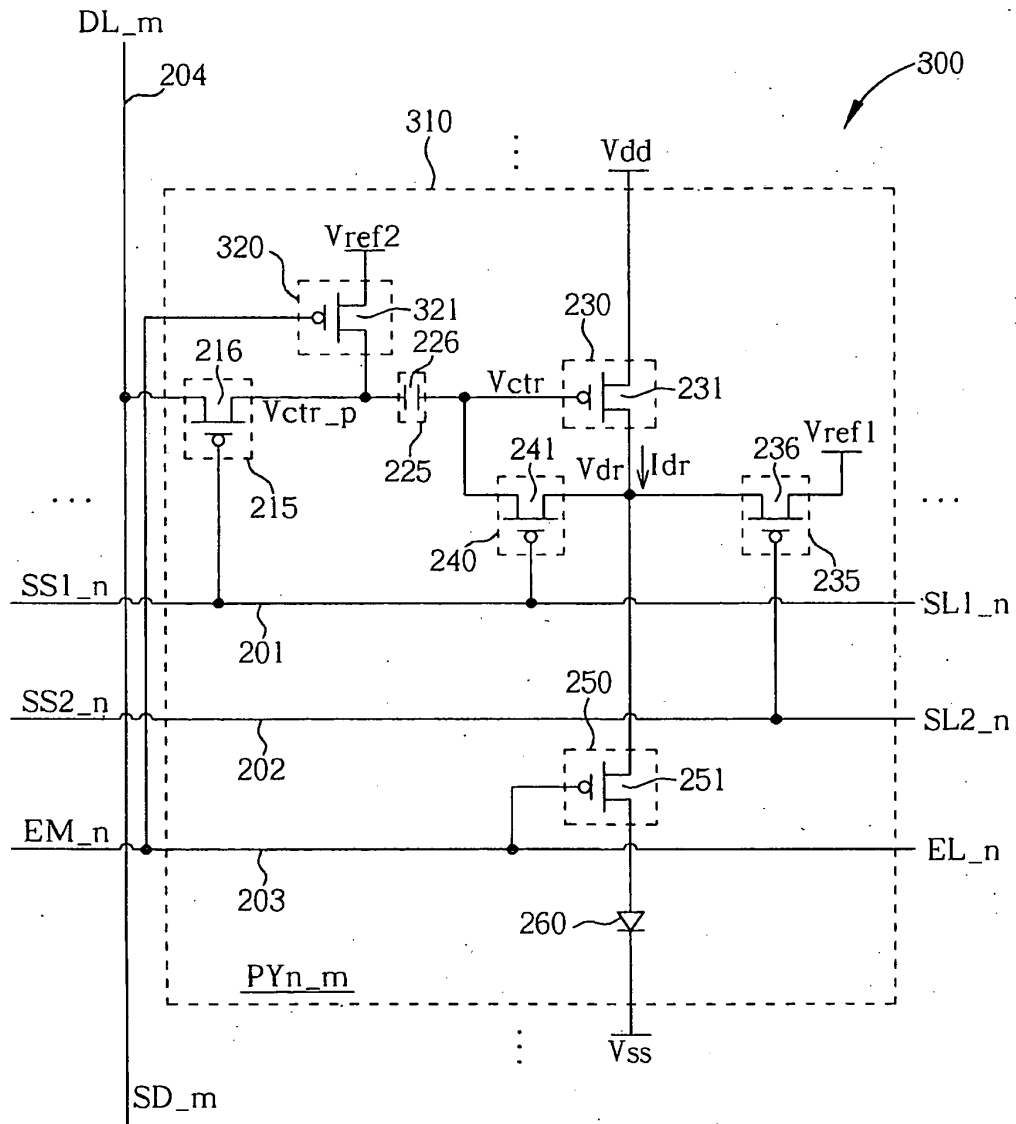 DL_m
204
300
310
Vdd
Vref2
320
321
230
226
216
Vctr
231
Vctr_p
Vref1
241
Vdr
Idr
236
225
215
240
235
SS1_n
SL1_n
201
SS2_n
250
SL2_n
202
251
EM_n
EL_n
203
260
PYn_m
Vss
SD_m